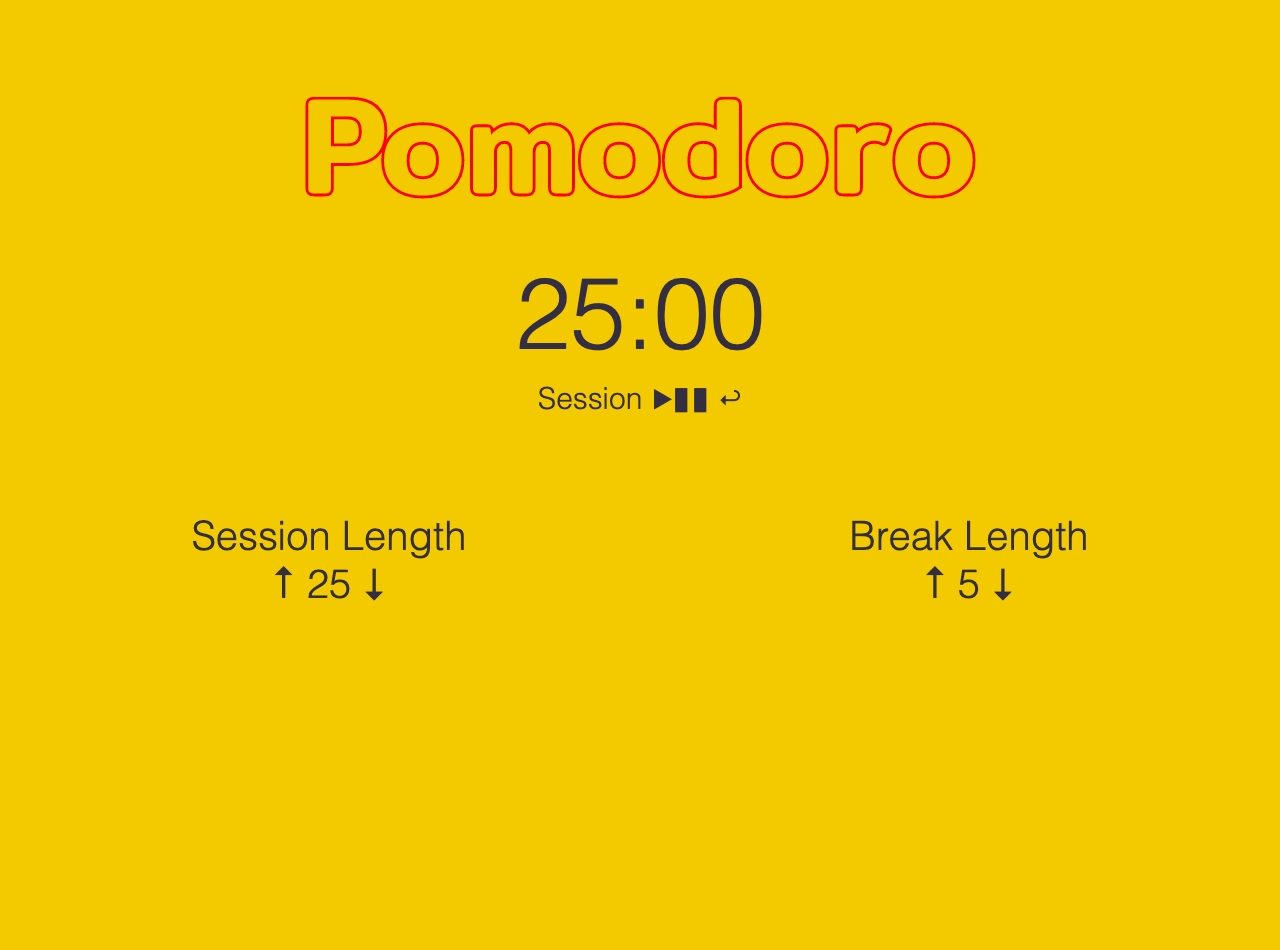 Pomodoro
25:00
Session ▶▮▮ ↩
Session Length
Break Length
↑ 25 ↓
↑ 5 ↓